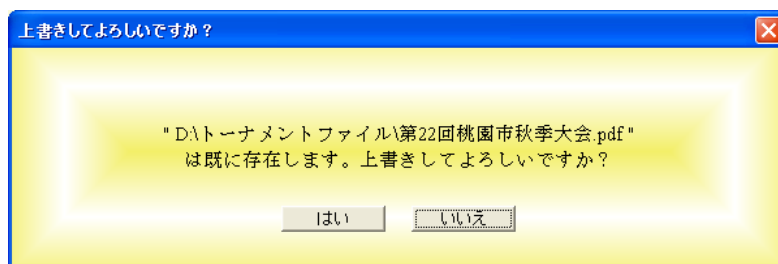 上書きしてよろしいですか？
"D:\トーナメントファイル\第22回桃園市秋季大会.pdf"
は既に存在します。上書きしてよろしいですか？
はい
いいえ